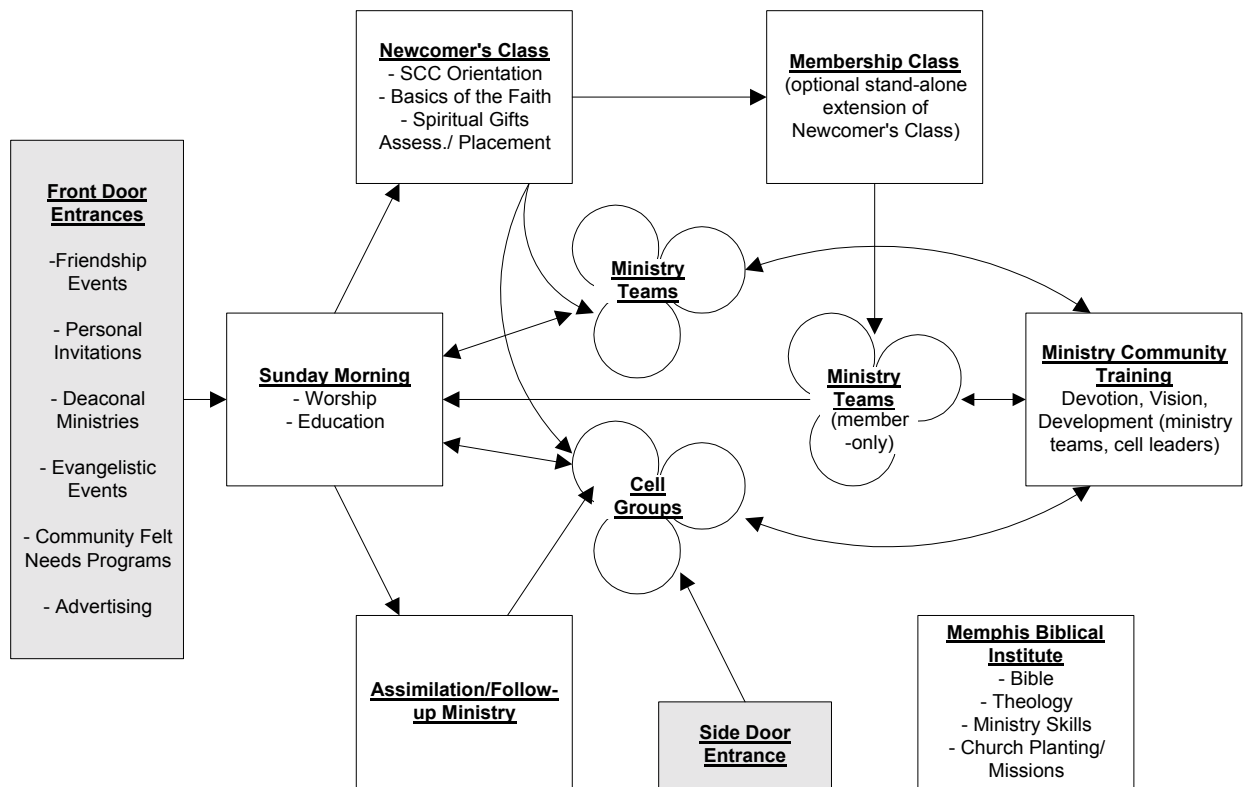 Newcomer's Class
- SCC Orientation
- Basics of the Faith
- Spiritual Gifts
Assess./ Placement
Membership Class
(optional stand-alone
extension of
Newcomer's Class)
Front Door
Entrances
-Friendship
Events
- Personal
Invitations
- Deaconal
Ministries
- Evangelistic
Events
- Community Felt
Needs Programs
- Advertising
Sunday Morning
- Worship
- Education
Ministry
Teams
Ministry
Teams
(member
-only)
Ministry Community
Training
Devotion, Vision,
Development (ministry
teams, cell leaders)
Cell
Groups
Assimilation/Follow-
up Ministry
Side Door
Entrance
Memphis Biblical
Institute
- Bible
- Theology
- Ministry Skills
- Church Planting/
Missions